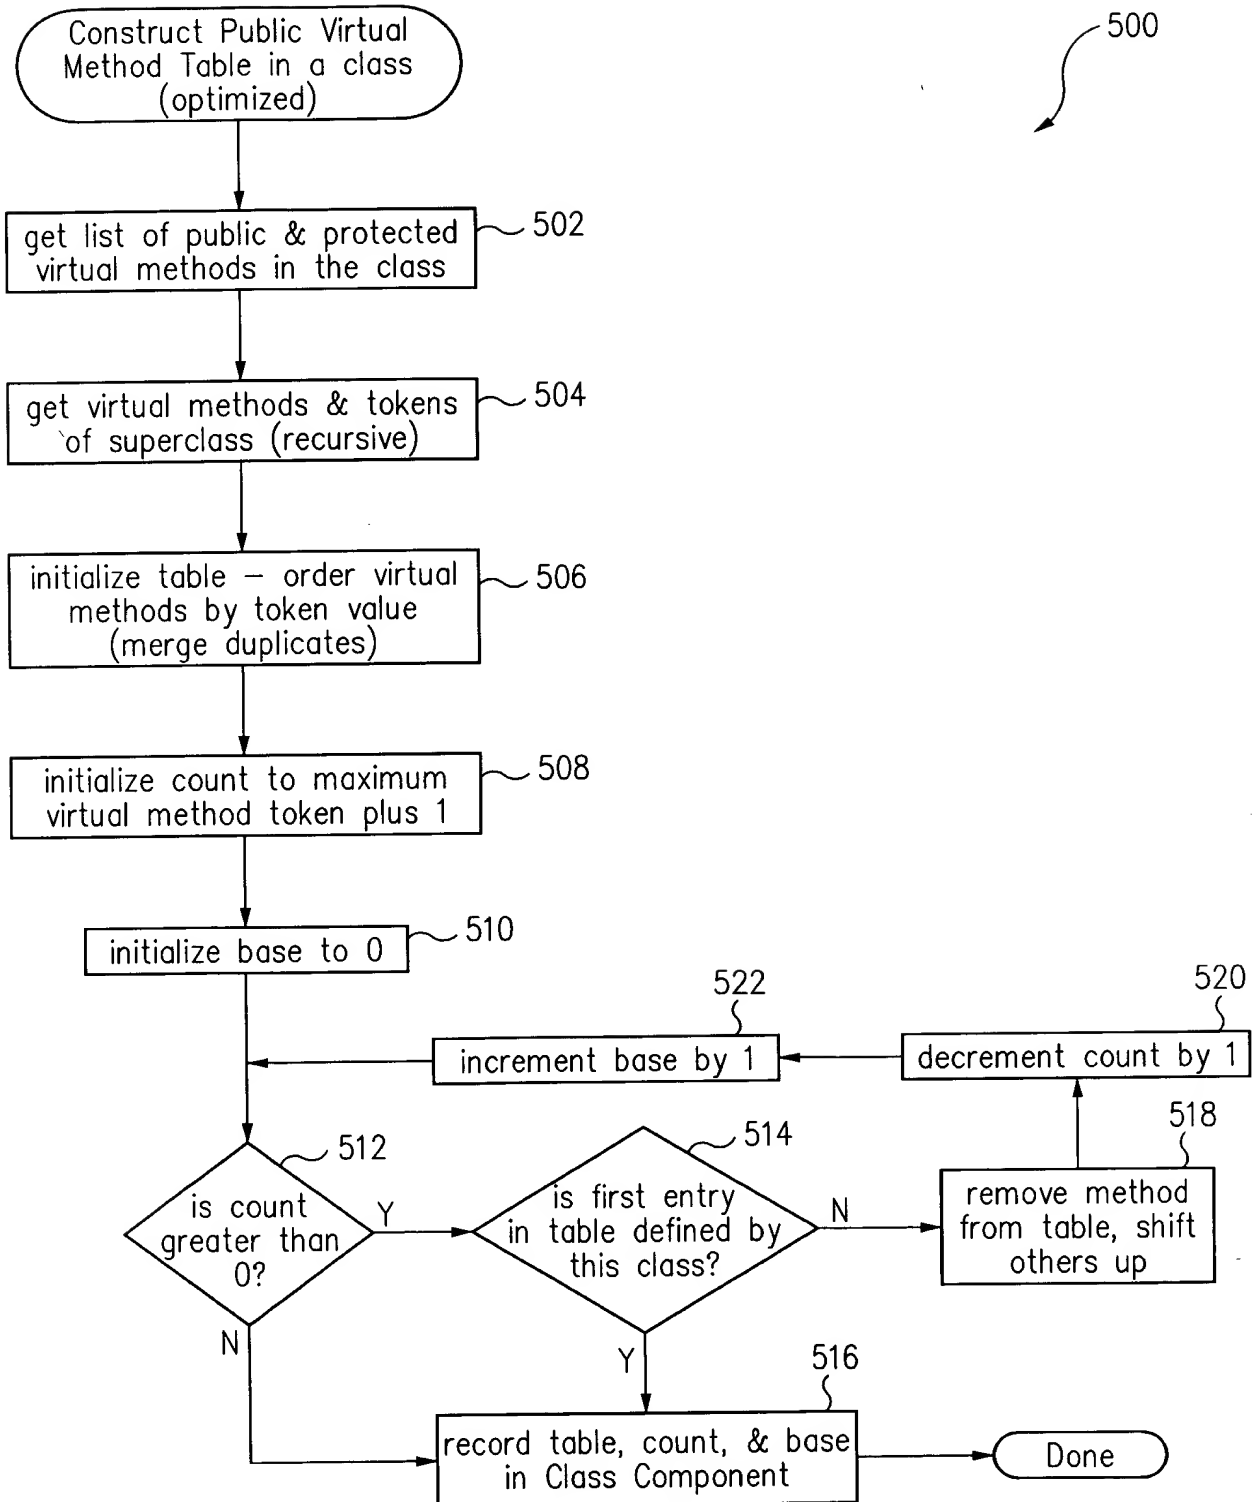 Construct Public Virtual
Method Table in a class
(optimized)
500
get list of public & protected
virtual methods in the class
502
get virtual methods & tokens
of superclass (recursive)
504
initialize table – order virtual
methods by token value
(merge duplicates)
506
initialize count to maximum
virtual method token plus 1
508
initialize base to 0
510
522
increment base by 1
520
decrement count by 1
512
is count
greater than
0?
Y
N
514
is first entry
in table defined by
this class?
N
Y
518
remove method
from table, shift
others up
516
record table, count, & base
in Class Component
Done